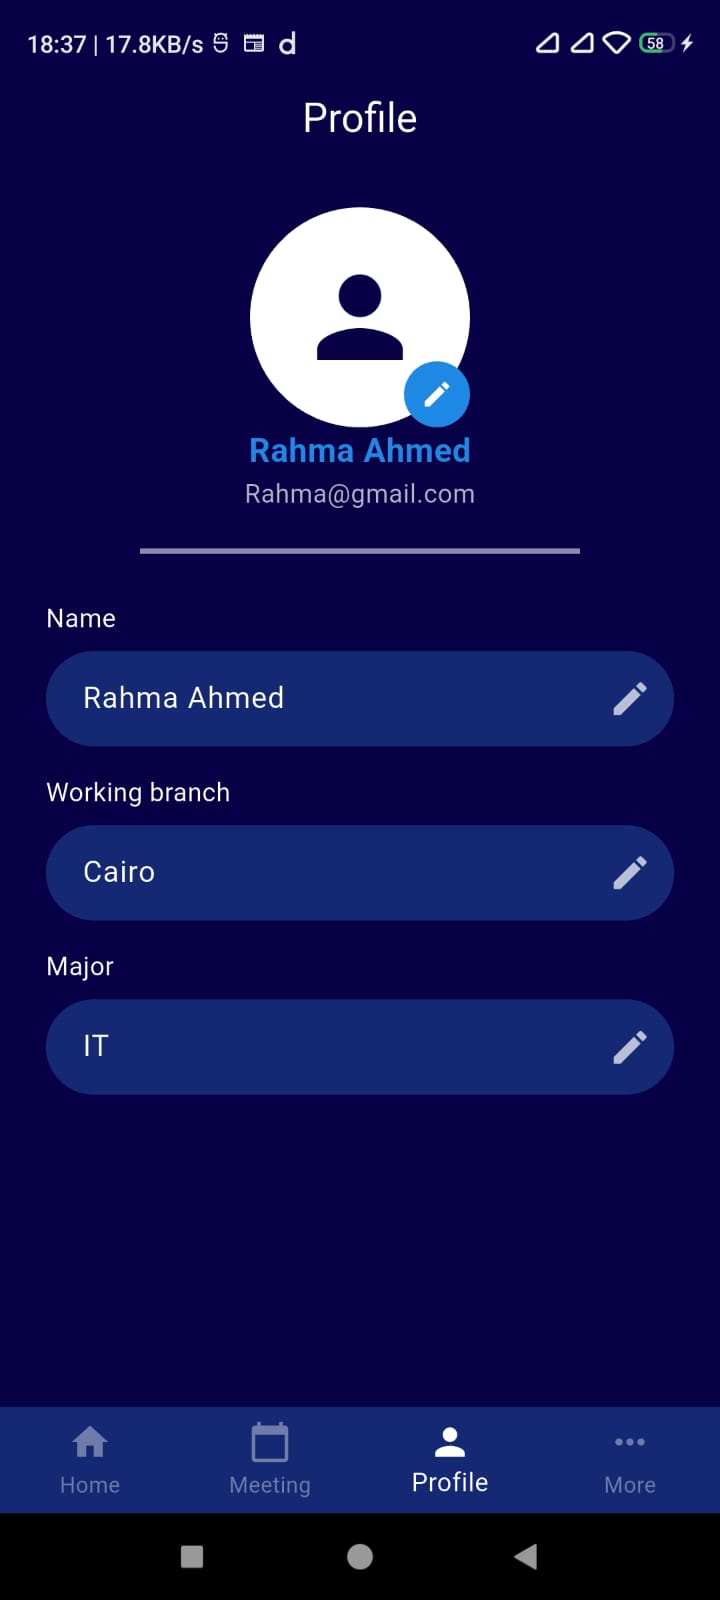 18:37 | 17.8KB/s d 58
Profile
Rahma Ahmed
Rahma@gmail.com
Name
Rahma Ahmed
Working branch
Cairo
Major
IT
Home Meeting Profile More